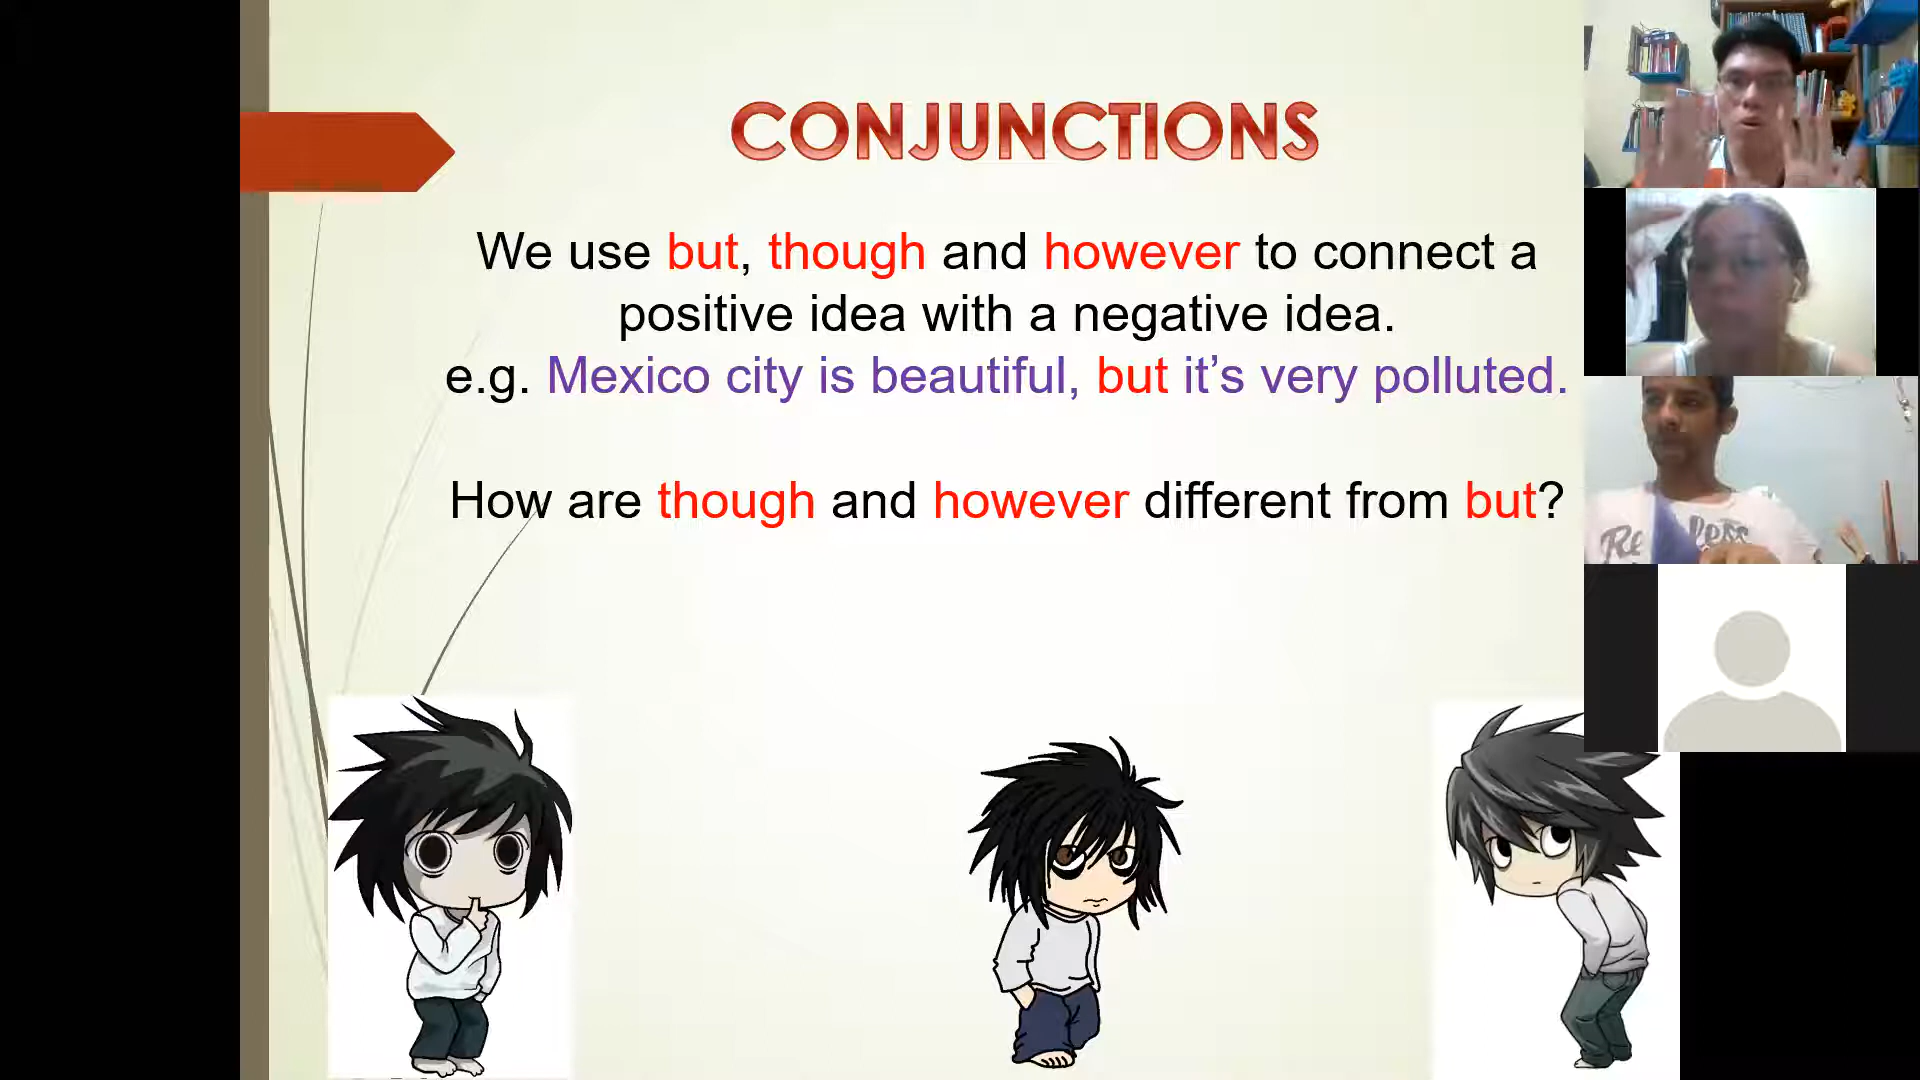 CONJUNCTIONS
We use but, though and however to connect a
positive idea with a negative idea.
e.g. Mexico city is beautiful, but it's very polluted.
How are though and however different from but?